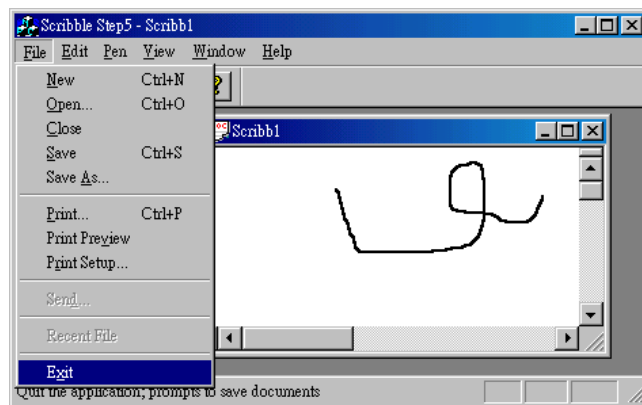 Scribble Step5 - Scribb1
File Edit Pen View Window Help
New Ctrl+N
Open... Ctrl+O
Close
Save Ctrl+S
Save As...
Print... Ctrl+P
Print Preview
Print Setup...
Send...
Recent File
Exit
Scribb1
Quit the application; prompts to save documents